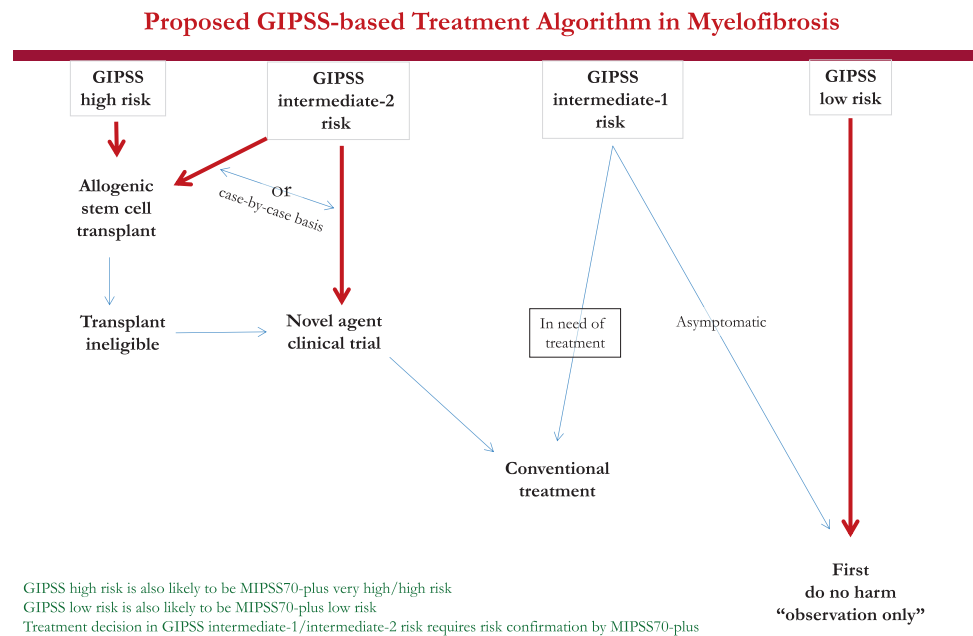 Proposed GIPSS-based Treatment Algorithm in Myelofibrosis
GIPSS
high risk
GIPSS
intermediate-2
risk
GIPSS
intermediate-1
risk
GIPSS
low risk
Allogenic
stem cell
transplant
or
case-by-case basis
Transplant
ineligible
Novel agent
clinical trial
In need of
treatment
Asymptomatic
Conventional
treatment
First
do no harm
“observation only”
GIPSS high risk is also likely to be MIPSS70-plus very high/high risk
GIPSS low risk is also likely to be MIPSS70-plus low risk
Treatment decision in GIPSS intermediate-1/intermediate-2 risk requires risk confirmation by MIPSS70-plus